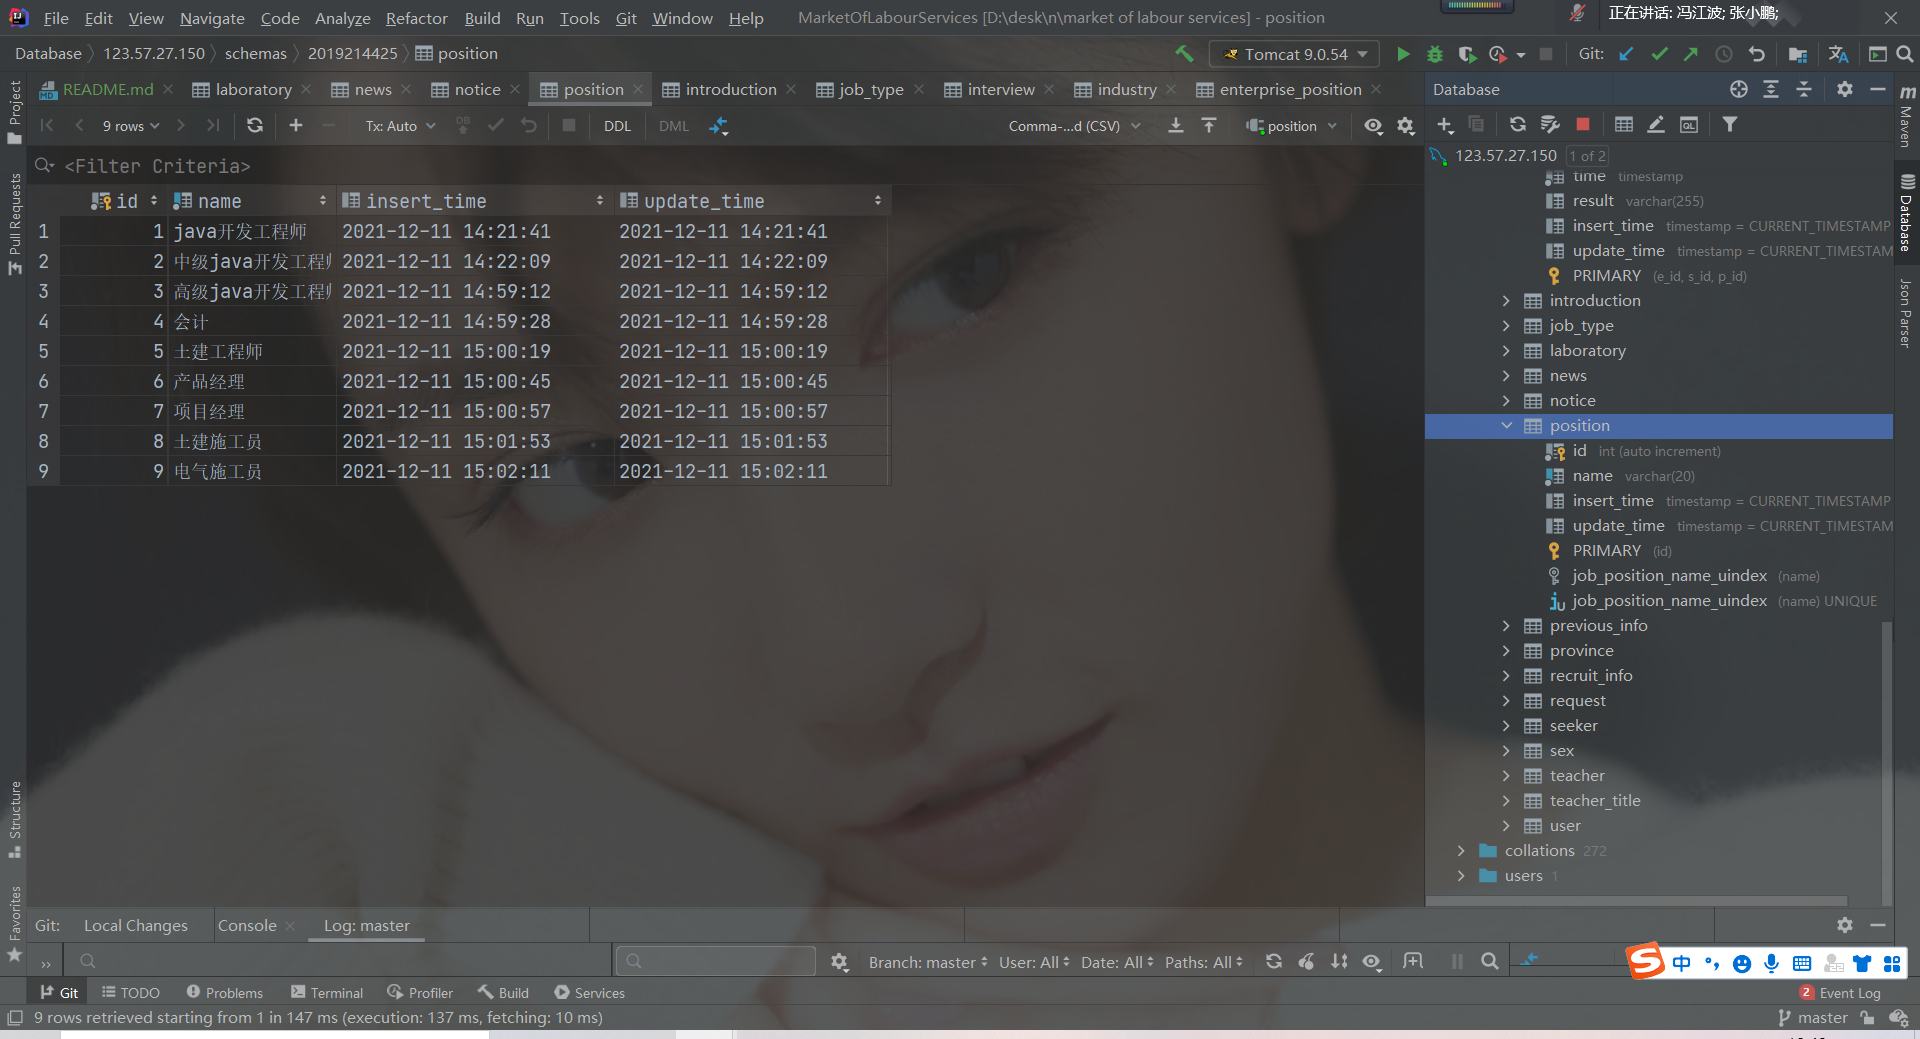 File Edit View Navigate Code Analyze Refactor Build Run Tools Git Window Help MarketOfLabourServices [D:\desk\n\market of labour services] - position 正在讲话: 冯江波; 张小鹏;
Database 123.57.27.150 schemas 2019214425 position Tomcat 9.0.54 Git:
README.md laboratory news notice position introduction job_type interview industry enterprise_position
9 rows Tx: Auto DDL DML Comma-...d (CSV) position
<Filter Criteria>
id name insert_time update_time
1 1 java开发工程师 2021-12-11 14:21:41 2021-12-11 14:21:41
2 2 中级java开发工程 2021-12-11 14:22:09 2021-12-11 14:22:09
3 3 高级java开发工程 2021-12-11 14:59:12 2021-12-11 14:59:12
4 4 会计 2021-12-11 14:59:28 2021-12-11 14:59:28
5 5 土建工程师 2021-12-11 15:00:19 2021-12-11 15:00:19
6 6 产品经理 2021-12-11 15:00:45 2021-12-11 15:00:45
7 7 项目经理 2021-12-11 15:00:57 2021-12-11 15:00:57
8 8 土建施工员 2021-12-11 15:01:53 2021-12-11 15:01:53
9 9 电气施工员 2021-12-11 15:02:11 2021-12-11 15:02:11
Database
123.57.27.150 1 of 2
time timestamp
result varchar(255)
insert_time timestamp = CURRENT_TIMESTAMP
update_time timestamp = CURRENT_TIMESTAM
PRIMARY (e_id, s_id, p_id)
introduction
job_type
laboratory
news
notice
position
id int (auto increment)
name varchar(20)
insert_time timestamp = CURRENT_TIMESTAMP
update_time timestamp = CURRENT_TIMESTAM
PRIMARY (id)
job_position_name_uindex (name)
job_position_name_uindex (name) UNIQUE
previous_info
province
recruit_info
request
seeker
sex
teacher
teacher_title
user
collations 272
users 1
Project
Pull Requests
Structure
Favorites
Maven
Database
Json Parser
Git: Local Changes Console Log: master
Branch: master User: All Date: All Paths: All
中
Git TODO Problems Terminal Profiler Build Services 2 Event Log
9 rows retrieved starting from 1 in 147 ms (execution: 137 ms, fetching: 10 ms) master